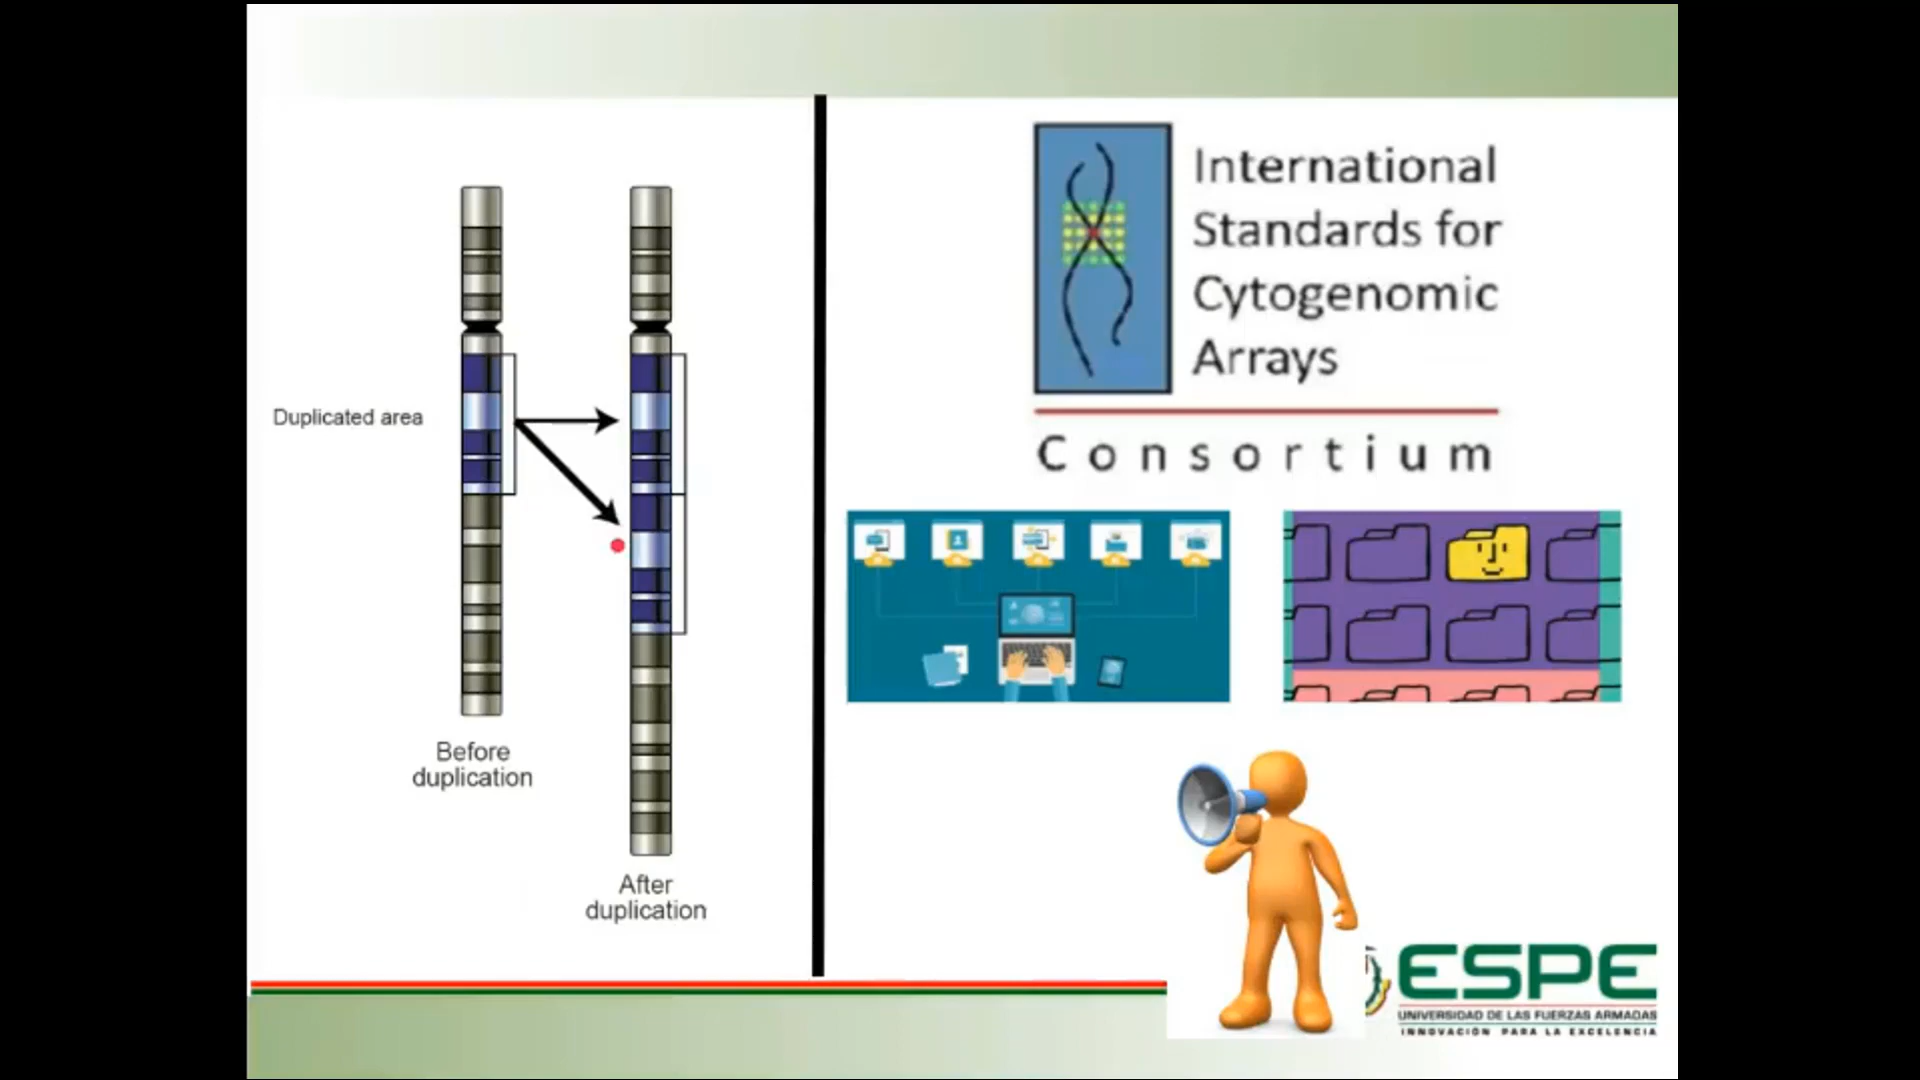 Duplicated area
Before
duplication
After
duplication
International
Standards for
Cytogenomic
Arrays
Consortium
ESPE
UNIVERSIDAD DE LAS FUERZAS ARMADAS
INNOVACIÓN PARA LA EXCELENCIA